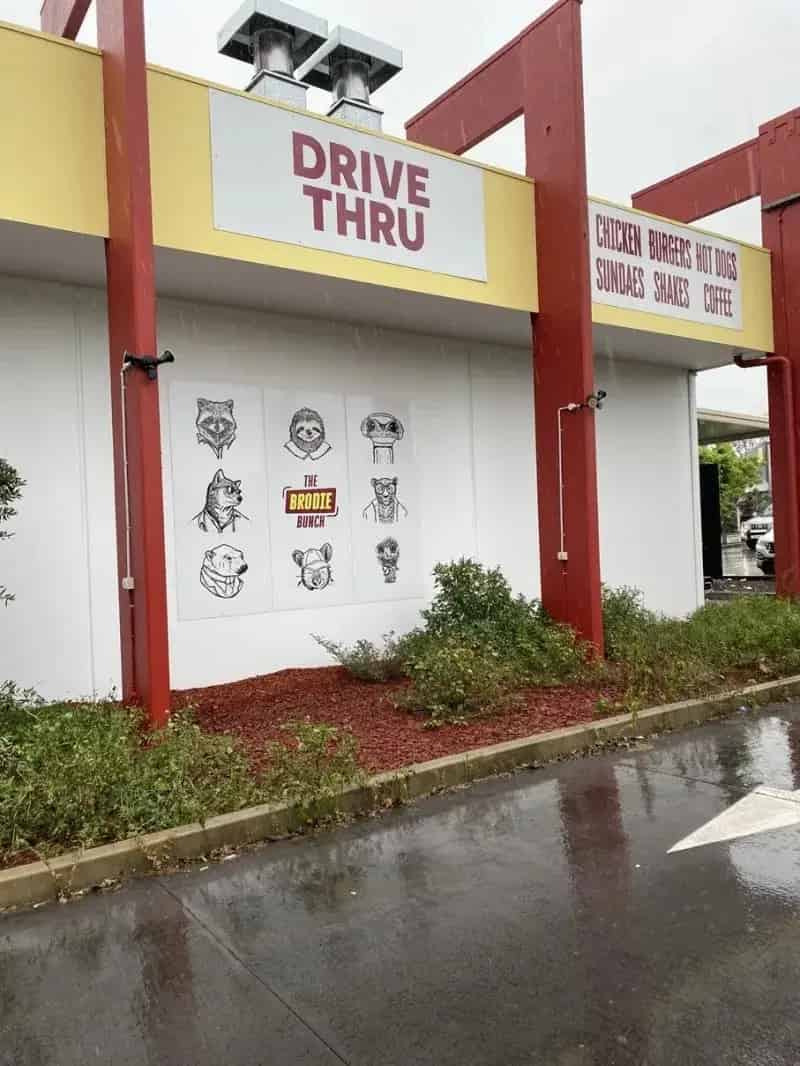 DRIVE
THRU
CHICKEN BURGERS HOT DOGS
SUNDAES SHAKES COFFEE
THE
BRODIE
BUNCH